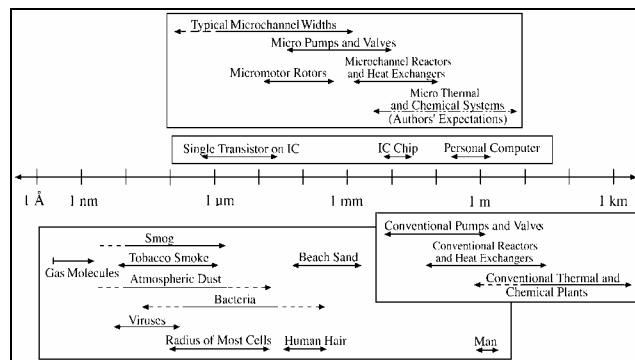 Typical Microchannel Widths
Micro Pumps and Valves
Microchannel Reactors
and Heat Exchangers
Micromotor Rotors
Micro Thermal
and Chemical Systems
(Authors' Expectations)
Single Transistor on IC
IC Chip
Personal Computer
1 Å
1 nm
1 μm
1 mm
1 m
1 km
Conventional Pumps and Valves
Smog
Conventional Reactors
and Heat Exchangers
Tobacco Smoke
Beach Sand
Gas Molecules
Atmospheric Dust
Conventional Thermal and
Chemical Plants
Bacteria
Viruses
Radius of Most Cells
Human Hair
Man